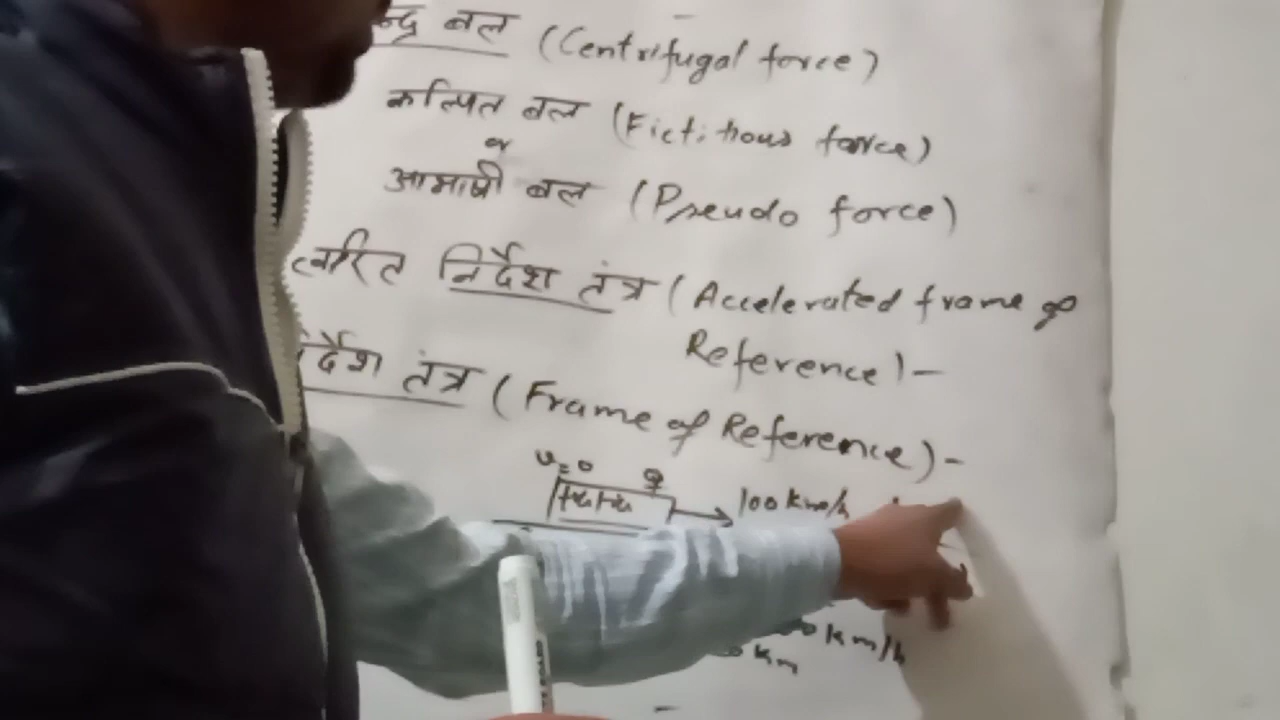 बल (Centrifugal force)
कल्पित बल (Fictitious force)
or
आभाषी बल (Pseudo force)
त्वरित निर्देश तंत्र (Accelerated frame of
Reference) -
तंत्र (Frame of Reference) -
v=0
100 km/h
km/h
km